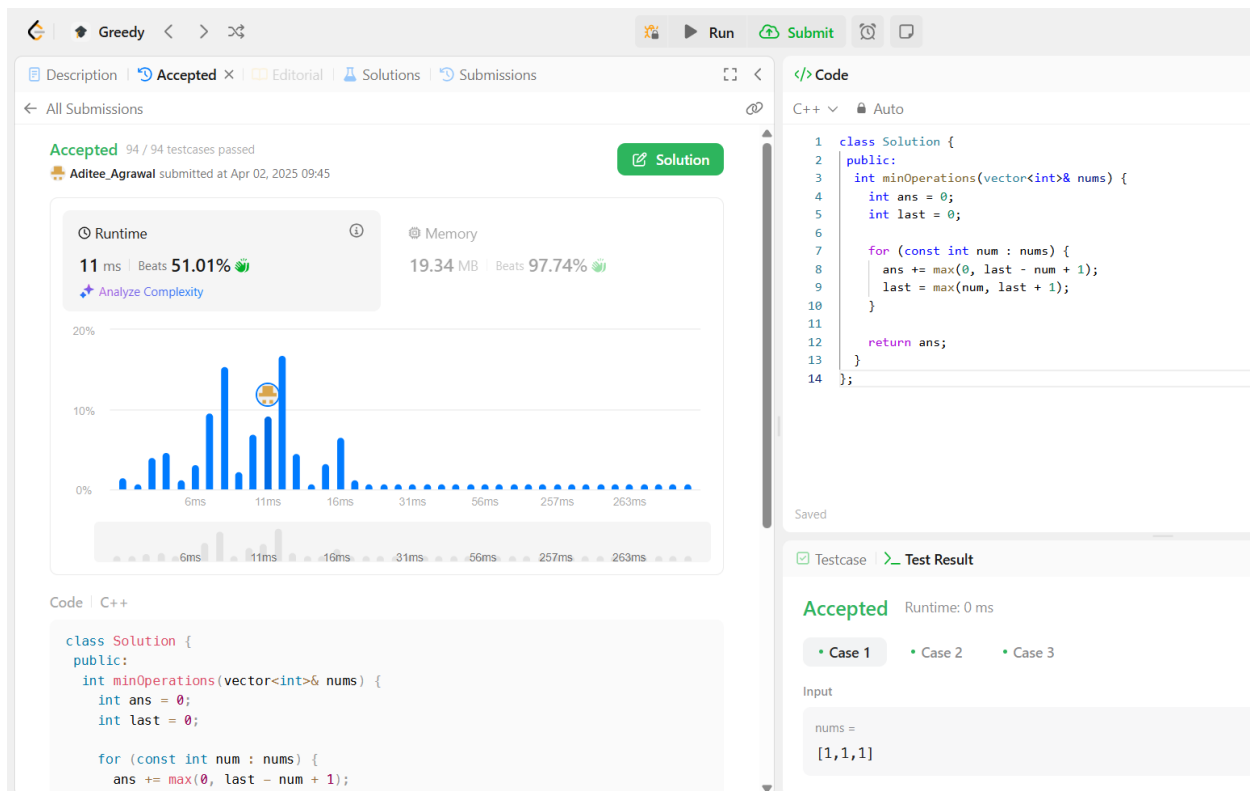 Greedy
Run
Submit
Description
Accepted
Editorial
Solutions
Submissions
All Submissions
Accepted 94 / 94 testcases passed
Aditee_Agrawal submitted at Apr 02, 2025 09:45
Solution
Runtime
11 ms Beats 51.01%
Analyze Complexity
Memory
19.34 MB Beats 97.74%
20%
10%
0%
6ms 11ms 16ms 31ms 56ms 257ms 263ms
6ms 11ms 16ms 31ms 56ms 257ms 263ms
Code C++
class Solution {
public:
int minOperations(vector<int>& nums) {
int ans = 0;
int last = 0;
for (const int num : nums) {
ans += max(0, last - num + 1);
</> Code
C++ Auto
1 class Solution {
2 public:
3 int minOperations(vector<int>& nums) {
4 int ans = 0;
5 int last = 0;
6
7 for (const int num : nums) {
8 ans += max(0, last - num + 1);
9 last = max(num, last + 1);
10 }
11
12 return ans;
13 }
14 };
Saved
Testcase
Test Result
Accepted Runtime: 0 ms
Case 1 Case 2 Case 3
Input
nums =
[1,1,1]